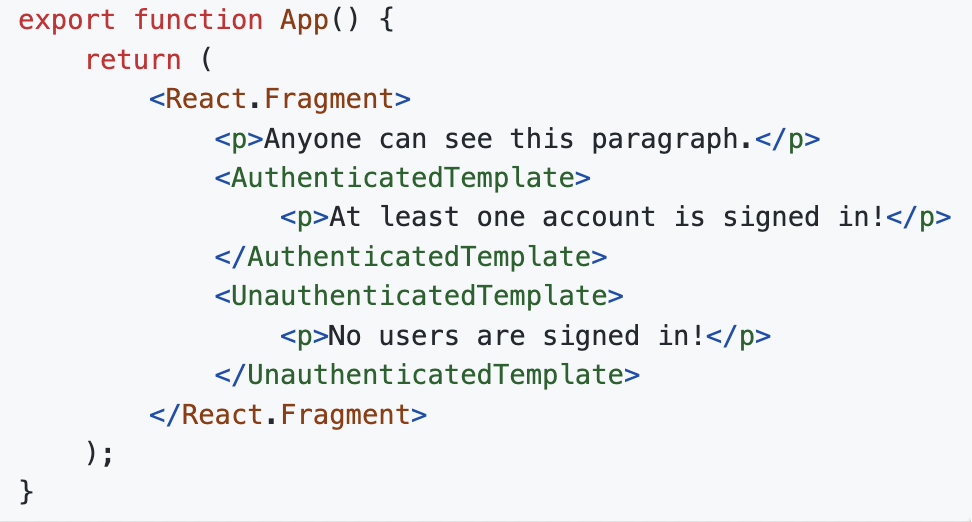 export function App() {
    return (
        <React.Fragment>
            <p>Anyone can see this paragraph.</p>
            <AuthenticatedTemplate>
                <p>At least one account is signed in!</p>
            </AuthenticatedTemplate>
            <UnauthenticatedTemplate>
                <p>No users are signed in!</p>
            </UnauthenticatedTemplate>
        </React.Fragment>
    );
}